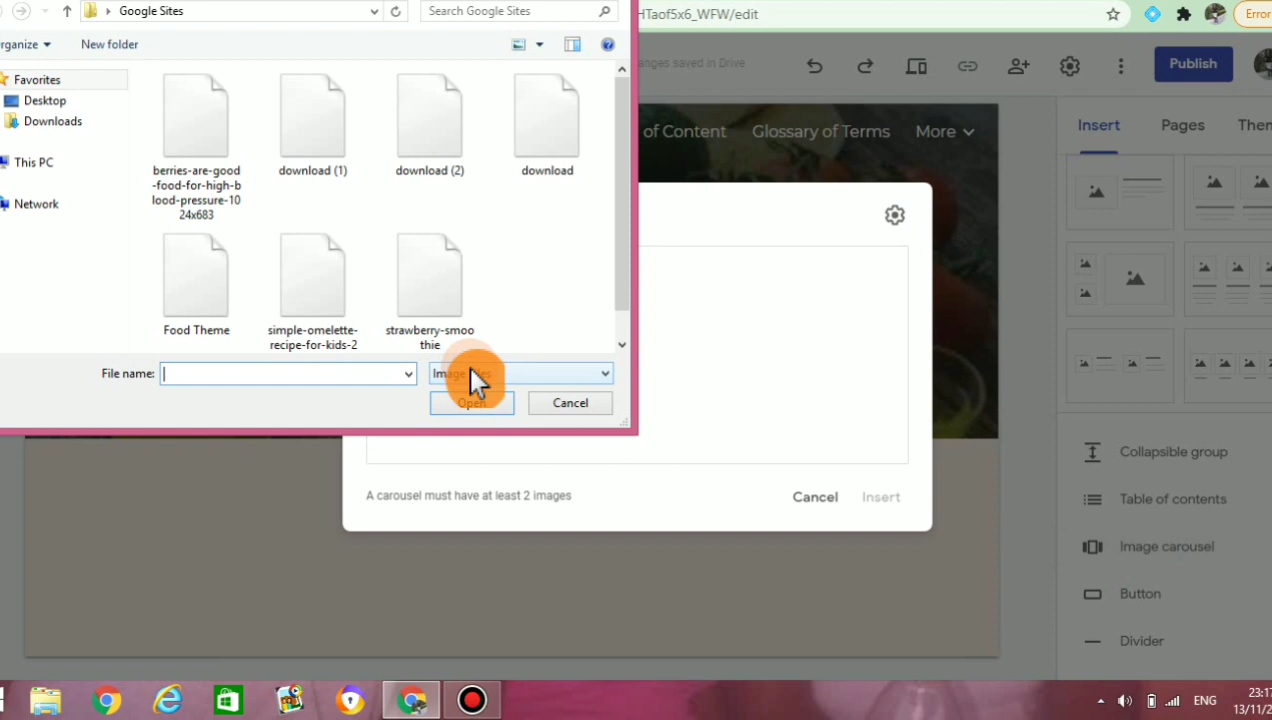 Google Sites
Search Google Sites
HTaof5x6_WFW/edit
Error
rganize
New folder
anges saved in Drive
Publish
Favorites
Desktop
Downloads
This PC
Network
berries-are-good
-food-for-high-b
lood-pressure-10
24x683
download (1)
download (2)
download
Food Theme
simple-omelette-
recipe-for-kids-2
strawberry-smoo
thie
File name:
Image files
Open
Cancel
of Content
Glossary of Terms
More
Insert
Pages
Then
A carousel must have at least 2 images
Cancel
Insert
Collapsible group
Table of contents
Image carousel
Button
Divider
ENG
23:17
13/11/2